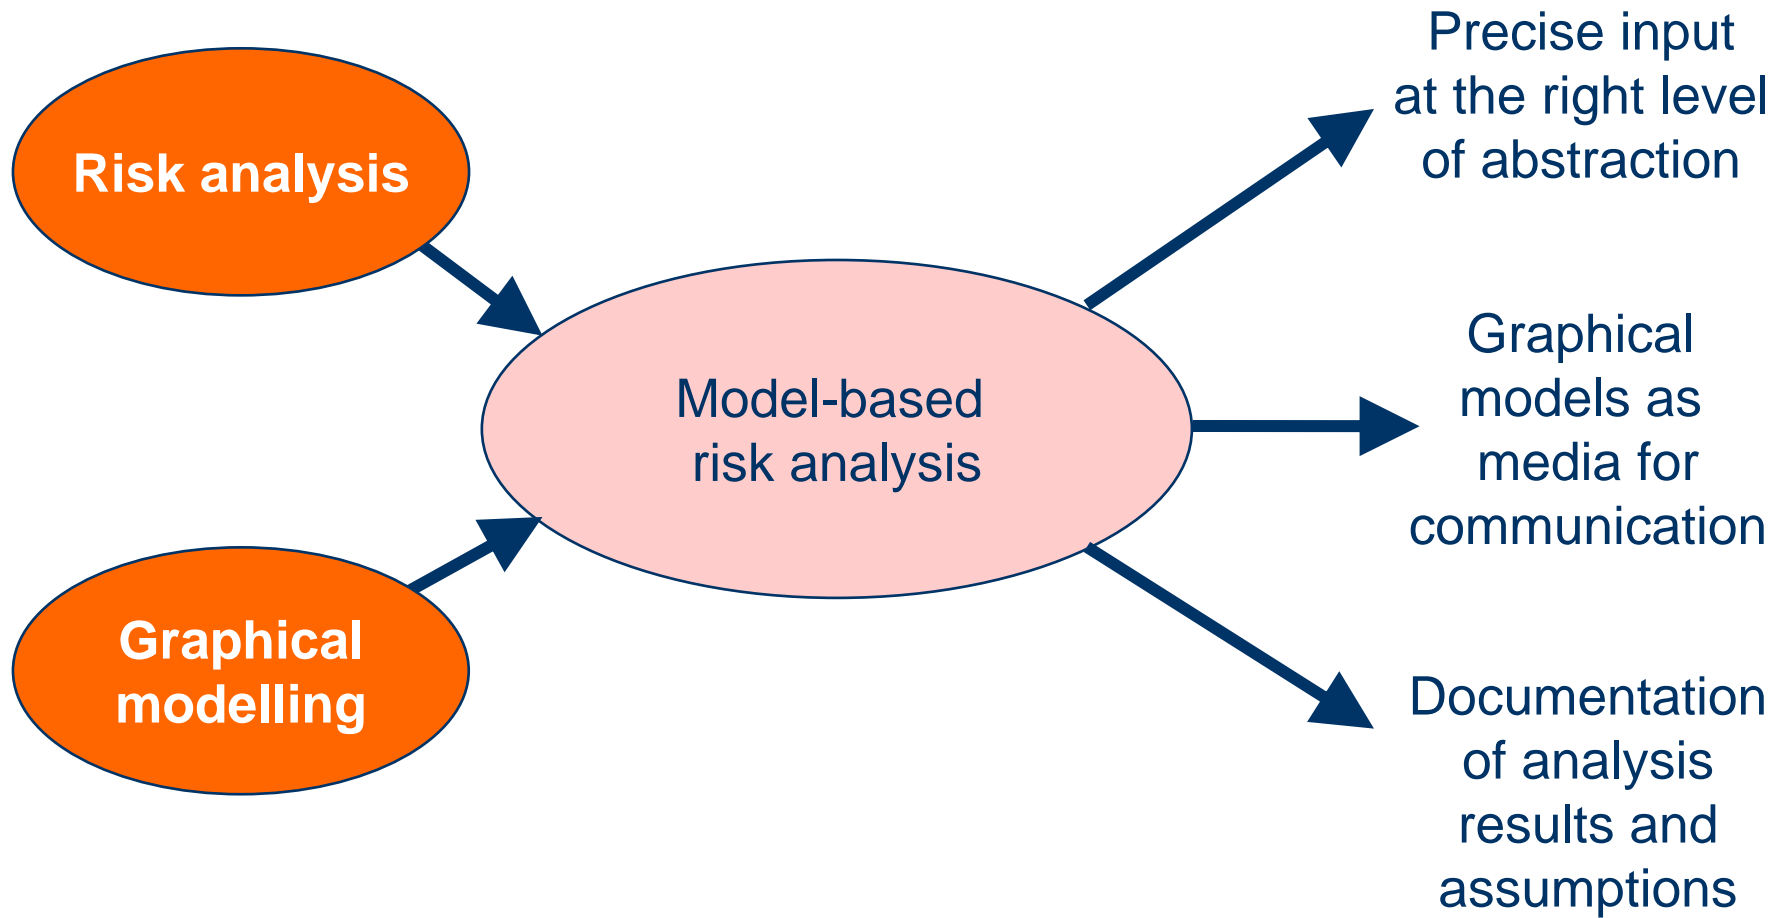 Risk analysis
Graphical
modelling
Model-based
risk analysis
Precise input
at the right level
of abstraction
Graphical
models as
media for
communication
Documentation
of analysis
results and
assumptions